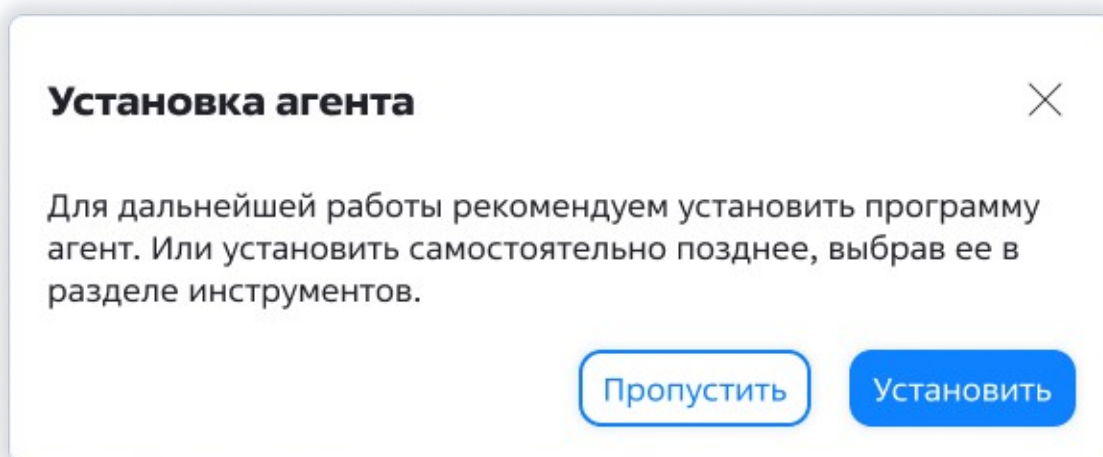 Установка агента
Для дальнейшей работы рекомендуем установить программу
агент. Или установить самостоятельно позднее, выбрав ее в
разделе инструментов.
Пропустить Установить